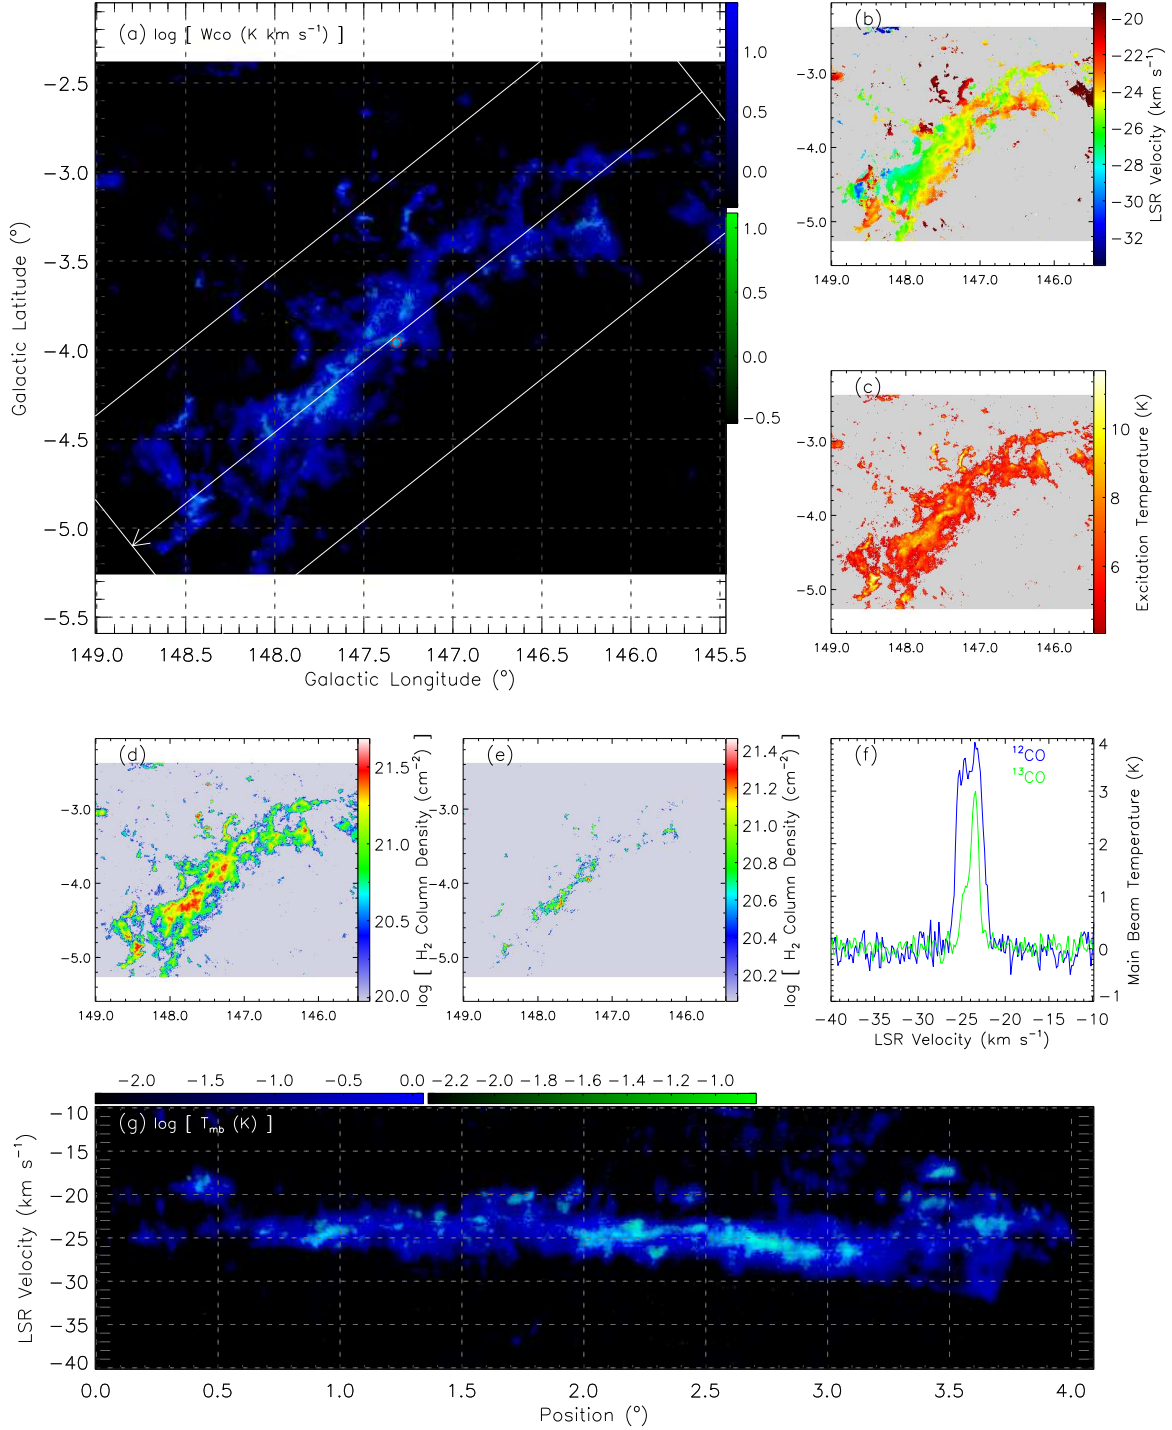 (a) log [ Wco (K km s⁻¹) ]
1.0
0.5
0.0
1.0
0.5
0.0
−0.5
−2.5
−3.0
−3.5
−4.0
−4.5
−5.0
−5.5
Galactic Latitude (°)
149.0 148.5 148.0 147.5 147.0 146.5 146.0 145.5
Galactic Longitude (°)
(b)
−3.0
−4.0
−5.0
149.0 148.0 147.0 146.0
−20
−22
−24
−26
−28
−30
−32
LSR Velocity (km s⁻¹)
(c)
−3.0
−4.0
−5.0
149.0 148.0 147.0 146.0
10
8
6
Excitation Temperature (K)
(d)
−3.0
−4.0
−5.0
149.0 148.0 147.0 146.0
21.5
21.0
20.5
20.0
log [ H₂ Column Density (cm⁻²) ]
(e)
−3.0
−4.0
−5.0
149.0 148.0 147.0 146.0
21.4
21.2
21.0
20.8
20.6
20.4
20.2
log [ H₂ Column Density (cm⁻²) ]
(f)
¹²CO
¹³CO
4
3
2
1
0
−1
Main Beam Temperature (K)
−40 −35 −30 −25 −20 −15 −10
LSR Velocity (km s⁻¹)
−2.0 −1.5 −1.0 −0.5 0.0
−2.2 −2.0 −1.8 −1.6 −1.4 −1.2 −1.0
(g) log [ Tmb (K) ]
−10
−15
−20
−25
−30
−35
−40
LSR Velocity (km s⁻¹)
0.0 0.5 1.0 1.5 2.0 2.5 3.0 3.5 4.0
Position (°)